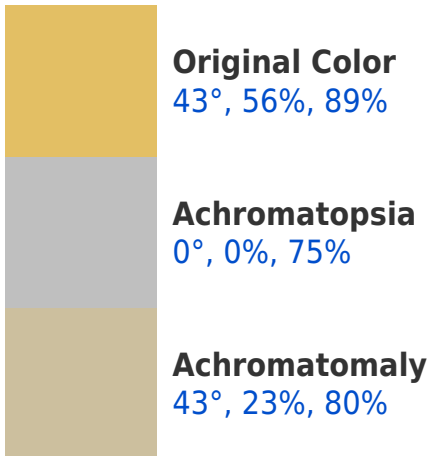 Original Color
43°, 56%, 89%
Achromatopsia
0°, 0%, 75%
Achromatomaly
43°, 23%, 80%